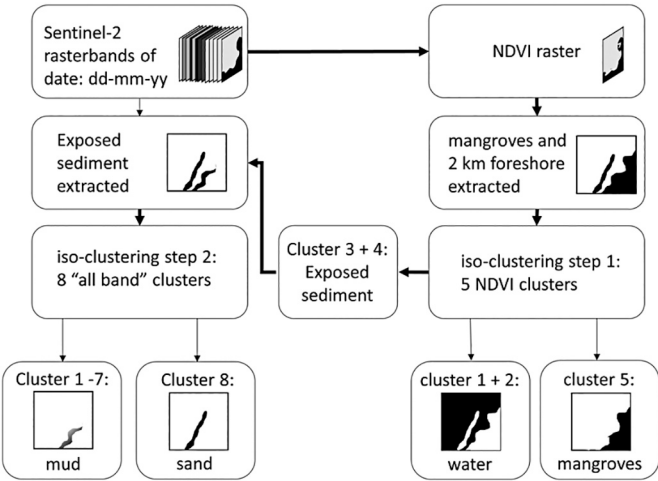 Sentinel-2
rasterbands of
date: dd-mm-yy
NDVI raster
Exposed
sediment
extracted
mangroves and
2 km foreshore
extracted
iso-clustering step 2:
8 “all band” clusters
Cluster 3 + 4:
Exposed
sediment
iso-clustering step 1:
5 NDVI clusters
Cluster 1 -7:
mud
Cluster 8:
sand
cluster 1 + 2:
water
cluster 5:
mangroves